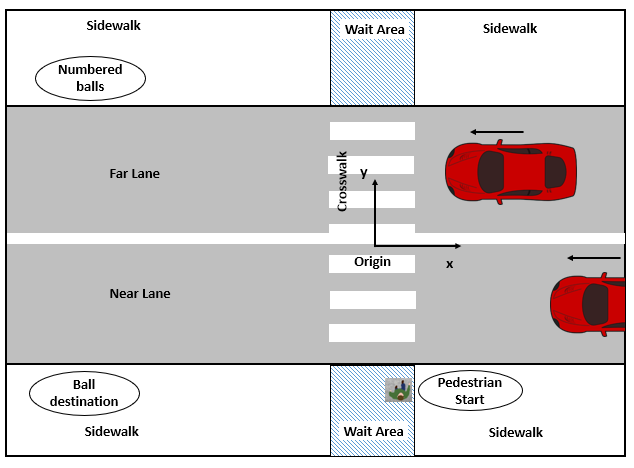 Sidewalk
Wait Area
Sidewalk
Numbered
balls
Crosswalk
y
Far Lane
Origin
x
Near Lane
Ball
destination
Pedestrian
Start
Sidewalk
Wait Area
Sidewalk